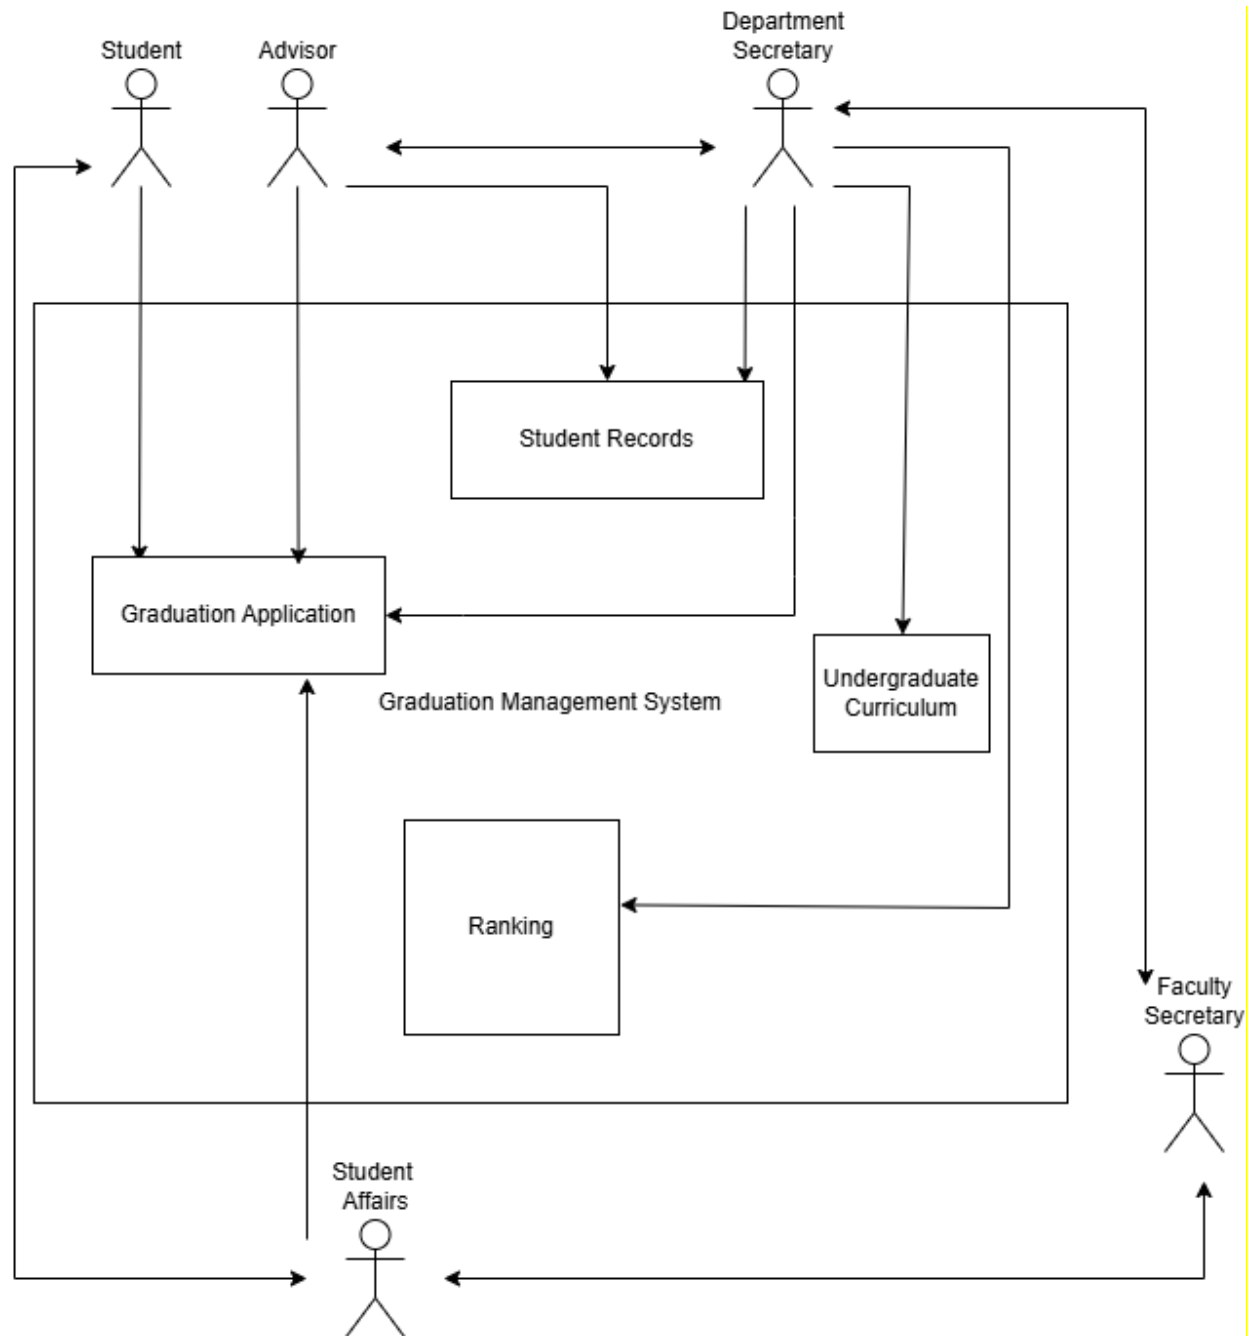 Student
Advisor
Department
Secretary
Student Records
Graduation Application
Undergraduate
Curriculum
Graduation Management System
Ranking
Faculty
Secretary
Student
Affairs